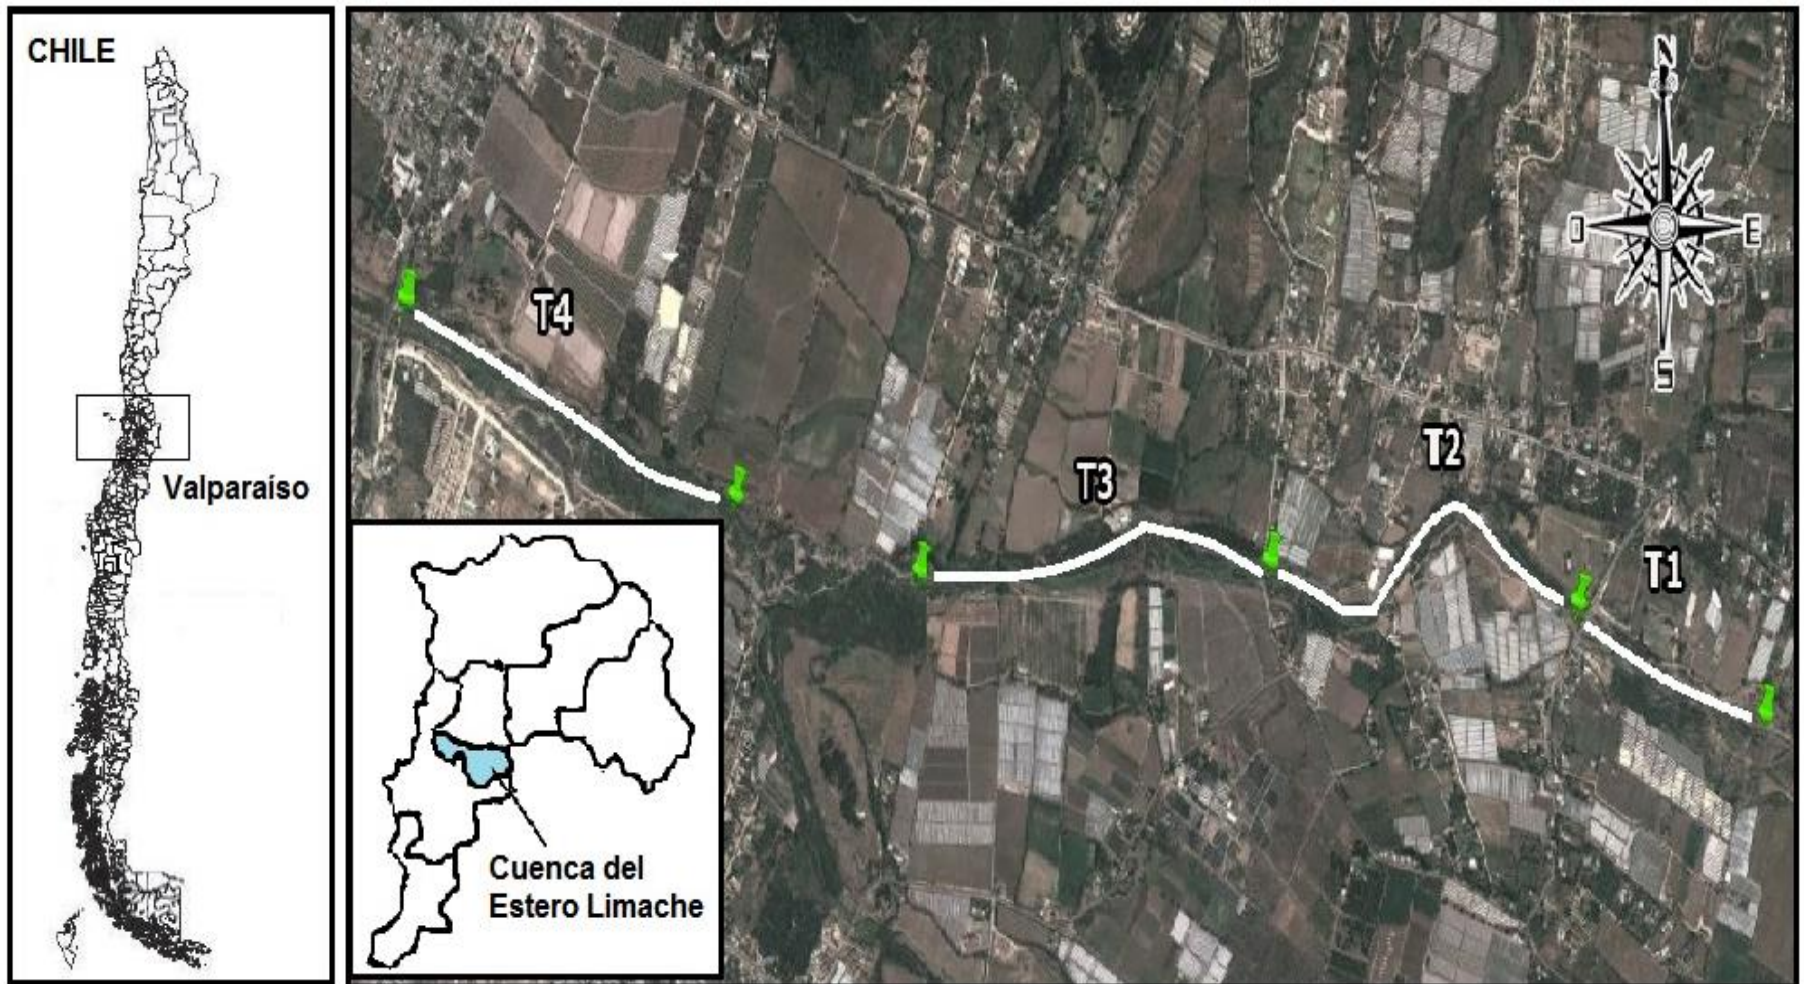 CHILE
Valparaíso
T4
T3
T2
T1
N
O
E
S
Cuenca del
Estero Limache